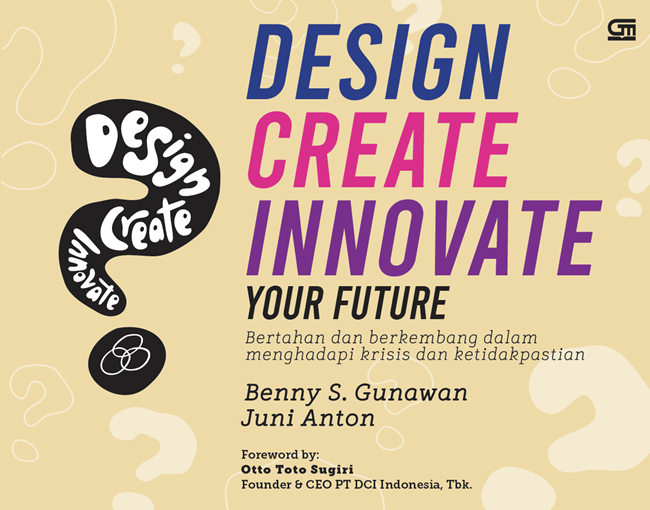 Design
Create
Innovate
DESIGN
CREATE
INNOVATE
YOUR FUTURE
Bertahan dan berkembang dalam
menghadapi krisis dan ketidakpastian
Benny S. Gunawan
Juni Anton
Foreword by:
Otto Toto Sugiri
Founder & CEO PT DCI Indonesia, Tbk.